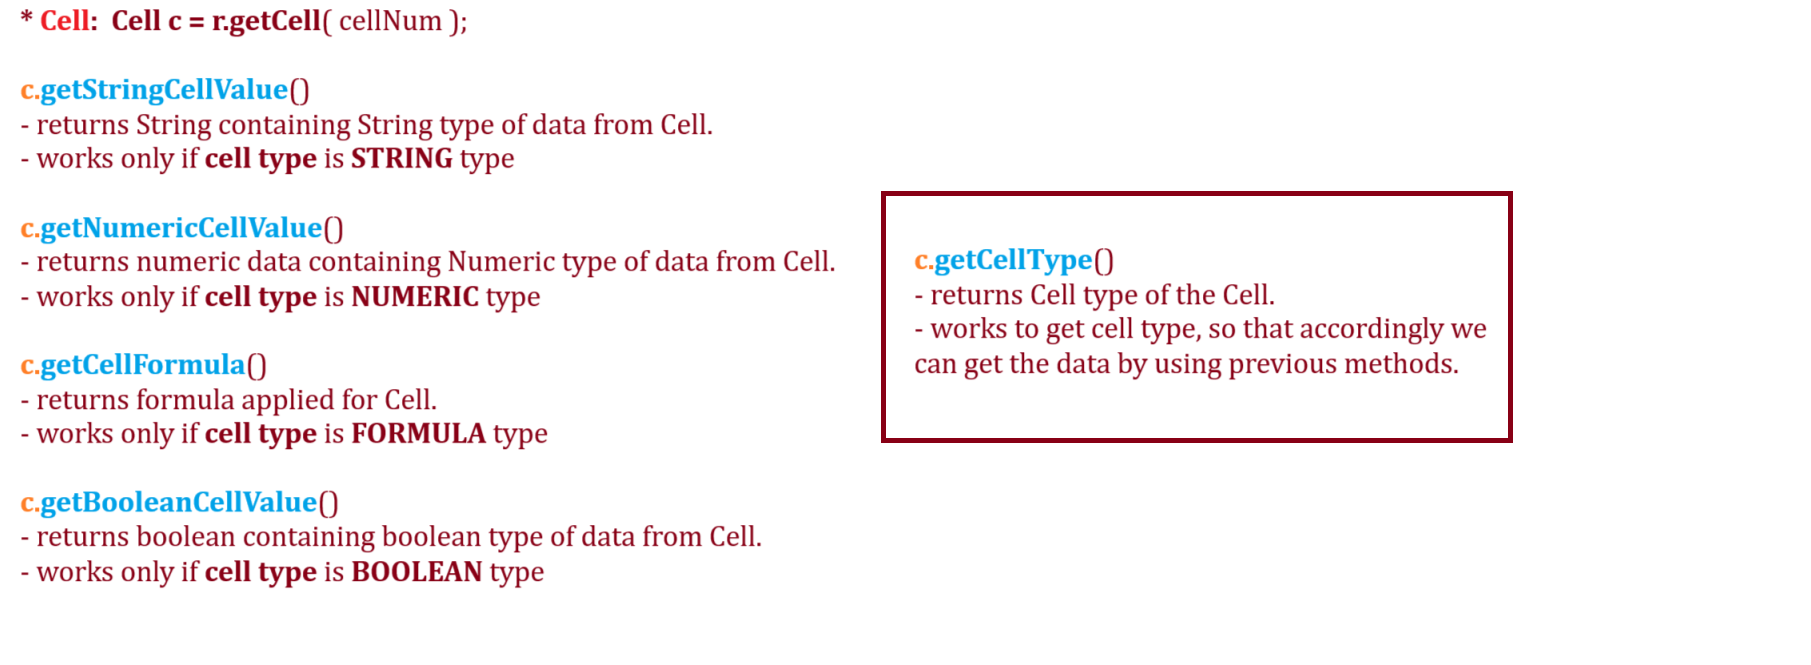 * Cell: Cell c = r.getCell( cellNum );
c.getStringCellValue()
- returns String containing String type of data from Cell.
- works only if cell type is STRING type
c.getNumericCellValue()
- returns numeric data containing Numeric type of data from Cell.
- works only if cell type is NUMERIC type
c.getCellFormula()
- returns formula applied for Cell.
- works only if cell type is FORMULA type
c.getBooleanCellValue()
- returns boolean containing boolean type of data from Cell.
- works only if cell type is BOOLEAN type
c.getCellType()
- returns Cell type of the Cell.
- works to get cell type, so that accordingly we
can get the data by using previous methods.